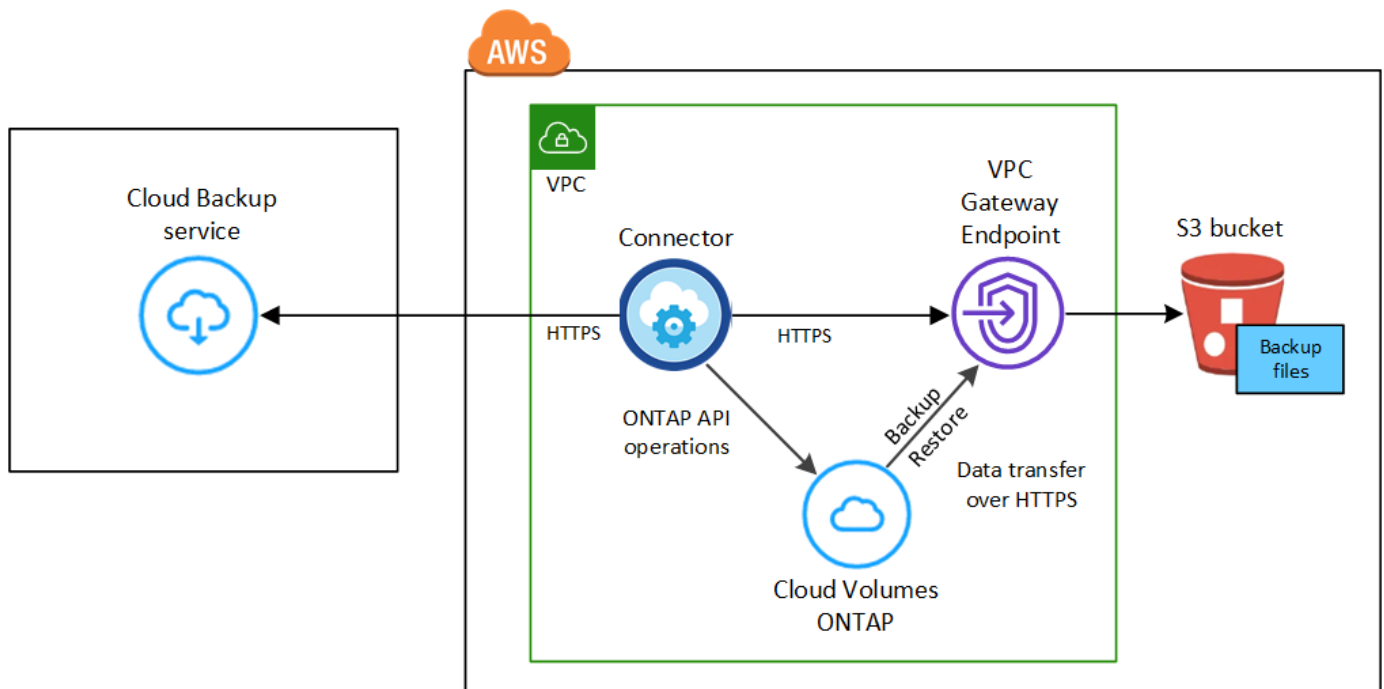 AWS
Cloud Backup
service
VPC
Connector
VPC
Gateway
Endpoint
S3 bucket
HTTPS
HTTPS
Backup
files
ONTAP API
operations
Backup
Restore
Data transfer
over HTTPS
Cloud Volumes
ONTAP